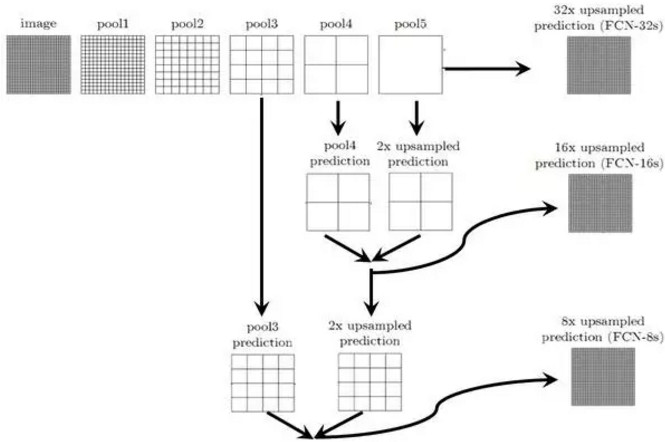 image
pool1
pool2
pool3
pool4
pool5
32x upsampled
prediction (FCN-32s)
pool4
prediction
2x upsampled
prediction
16x upsampled
prediction (FCN-16s)
pool3
prediction
2x upsampled
prediction
8x upsampled
prediction (FCN-8s)